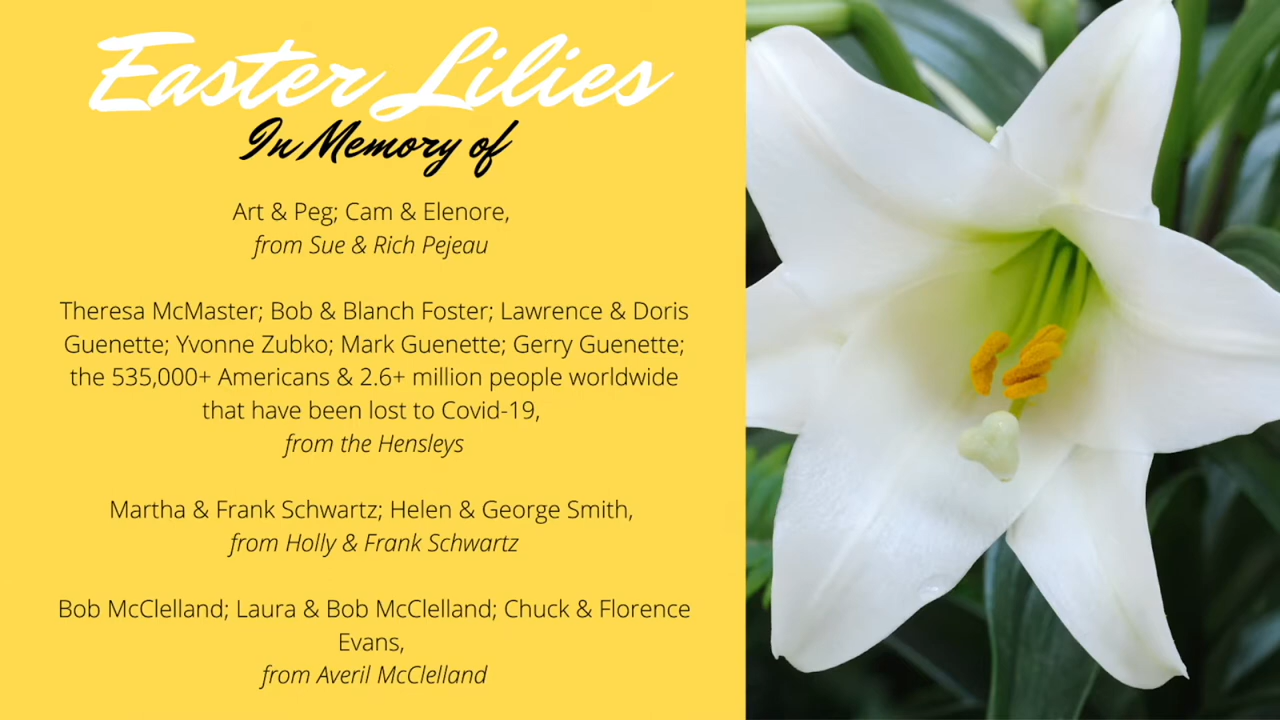 Easter Lilies
In Memory of
Art & Peg; Cam & Elenore,
from Sue & Rich Pejeau
Theresa McMaster; Bob & Blanch Foster; Lawrence & Doris
Guenette; Yvonne Zubko; Mark Guenette; Gerry Guenette;
the 535,000+ Americans & 2.6+ million people worldwide
that have been lost to Covid-19,
from the Hensleys
Martha & Frank Schwartz; Helen & George Smith,
from Holly & Frank Schwartz
Bob McClelland; Laura & Bob McClelland; Chuck & Florence
Evans,
from Averil McClelland